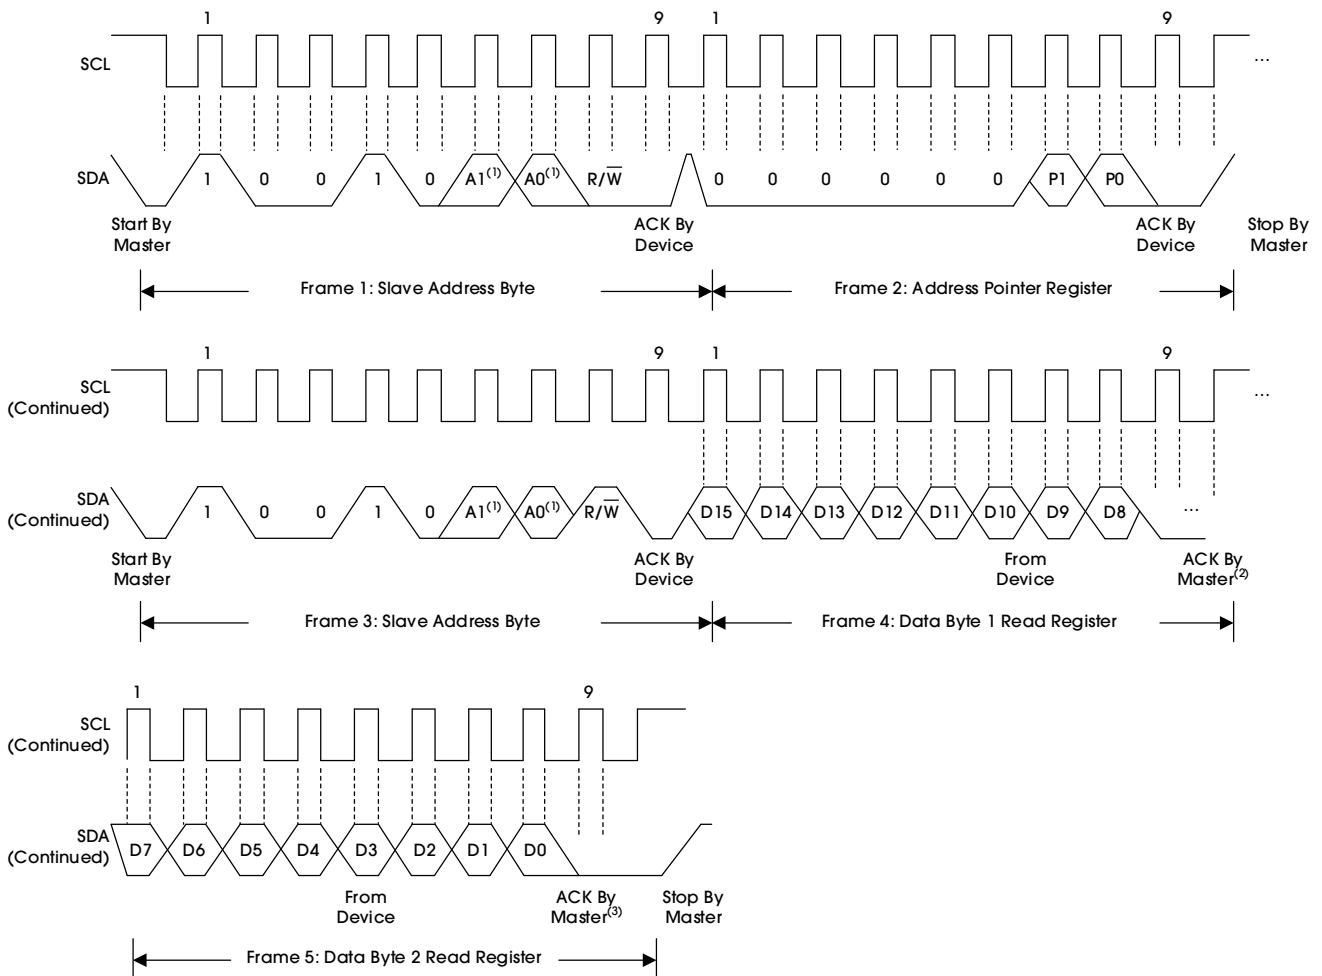 1 9 1 9
SCL ...
SDA 1 0 0 1 0 A1(1) A0(1) R/W̅ 0 0 0 0 0 0 P1 P0
Start By Master ACK By Device ACK By Device Stop By Master
Frame 1: Slave Address Byte Frame 2: Address Pointer Register
1 9 1 9
SCL (Continued) ...
SDA (Continued) 1 0 0 1 0 A1(1) A0(1) R/W̅ D15 D14 D13 D12 D11 D10 D9 D8 ...
Start By Master ACK By Device From Device ACK By Master(2)
Frame 3: Slave Address Byte Frame 4: Data Byte 1 Read Register
1 9
SCL (Continued)
SDA (Continued) D7 D6 D5 D4 D3 D2 D1 D0
From Device ACK By Master(3) Stop By Master
Frame 5: Data Byte 2 Read Register